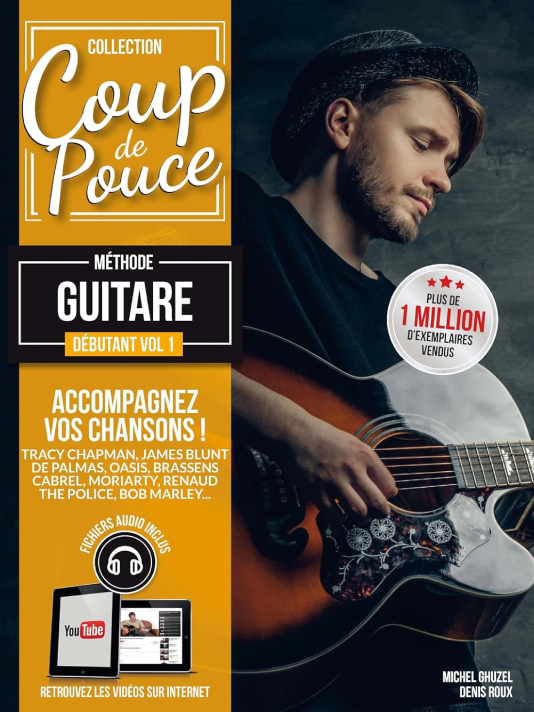 COLLECTION
Coup
de
Pouce
MÉTHODE
GUITARE
DÉBUTANT VOL 1
PLUS DE
1 MILLION
D'EXEMPLAIRES
VENDUS
ACCOMPAGNEZ
VOS CHANSONS !
TRACY CHAPMAN, JAMES BLUNT
DE PALMAS, OASIS, BRASSENS
CABREL, MORIARTY, RENAUD
THE POLICE, BOB MARLEY...
FICHIERS AUDIO INCLUS
YouTube
RETROUVEZ LES VIDÉOS SUR INTERNET
MICHEL GHUZEL
DENIS ROUX